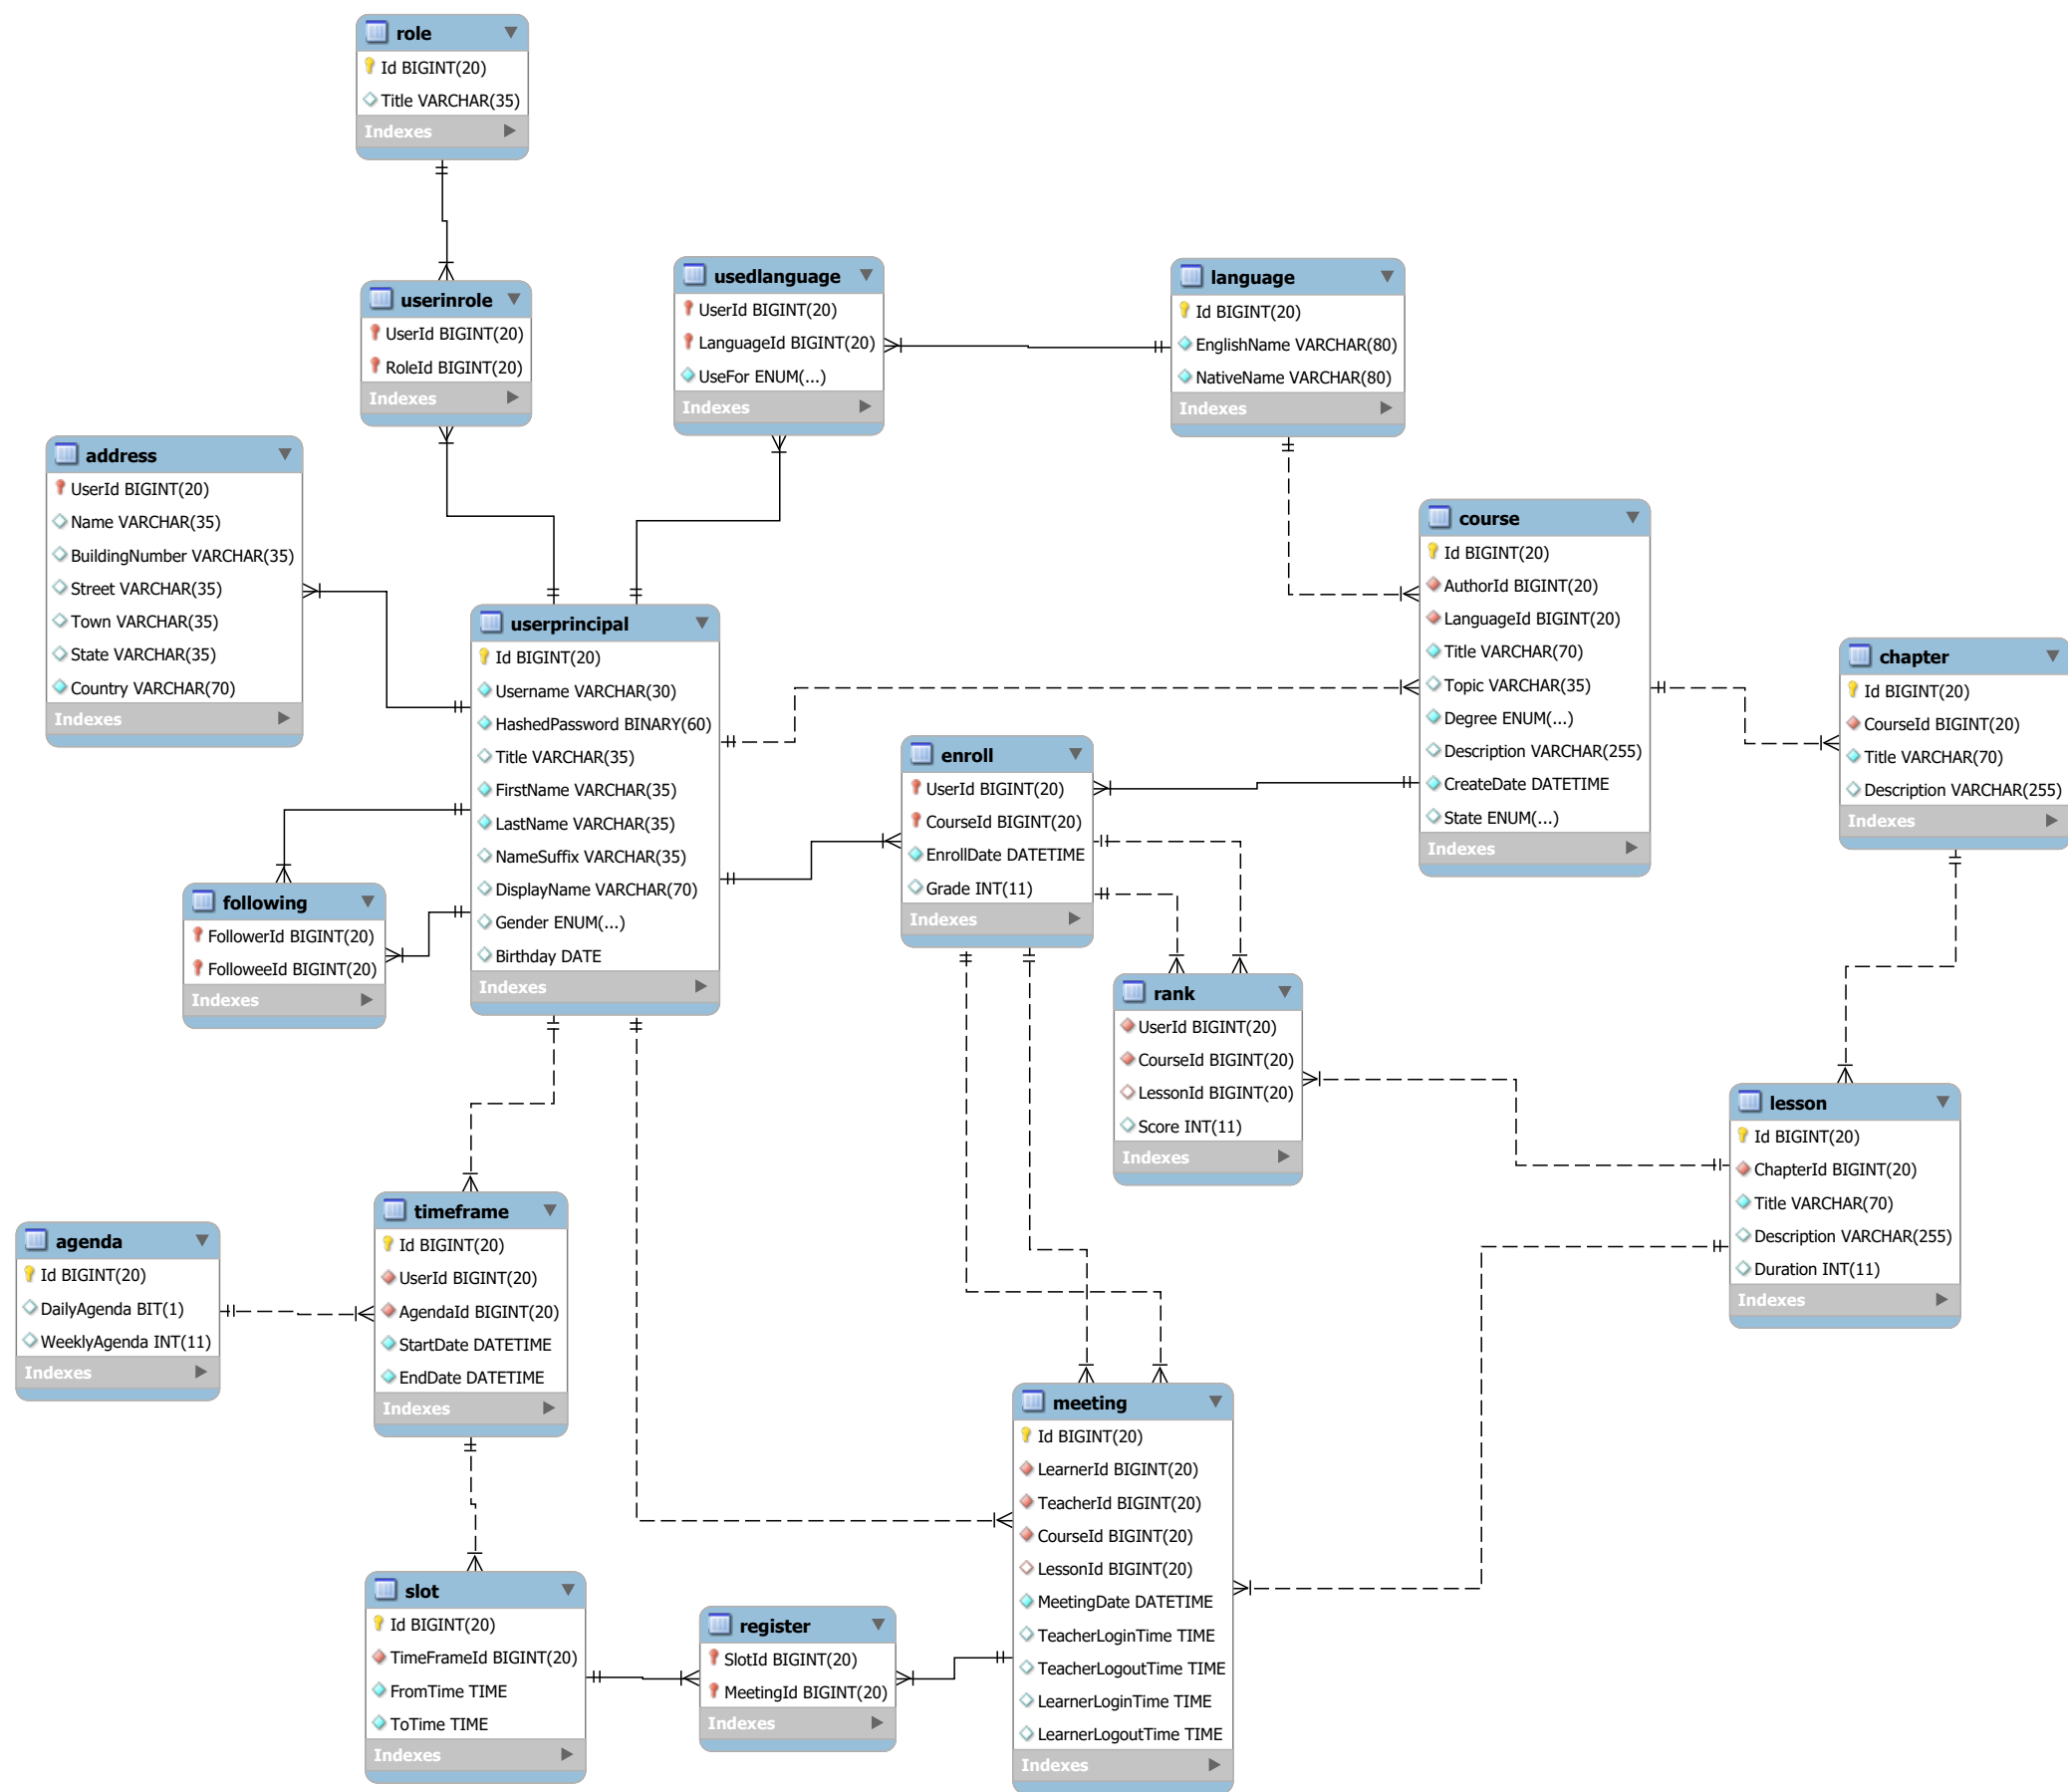 role
Id BIGINT(20)
Title VARCHAR(35)
Indexes
userinrole
UserId BIGINT(20)
RoleId BIGINT(20)
Indexes
usedlanguage
UserId BIGINT(20)
LanguageId BIGINT(20)
UseFor ENUM(...)
Indexes
language
Id BIGINT(20)
EnglishName VARCHAR(80)
NativeName VARCHAR(80)
Indexes
address
UserId BIGINT(20)
Name VARCHAR(35)
BuildingNumber VARCHAR(35)
Street VARCHAR(35)
Town VARCHAR(35)
State VARCHAR(35)
Country VARCHAR(70)
Indexes
course
Id BIGINT(20)
AuthorId BIGINT(20)
LanguageId BIGINT(20)
Title VARCHAR(70)
Topic VARCHAR(35)
Degree ENUM(...)
Description VARCHAR(255)
CreateDate DATETIME
State ENUM(...)
Indexes
userprincipal
Id BIGINT(20)
Username VARCHAR(30)
HashedPassword BINARY(60)
Title VARCHAR(35)
FirstName VARCHAR(35)
LastName VARCHAR(35)
NameSuffix VARCHAR(35)
DisplayName VARCHAR(70)
Gender ENUM(...)
Birthday DATE
Indexes
chapter
Id BIGINT(20)
CourseId BIGINT(20)
Title VARCHAR(70)
Description VARCHAR(255)
Indexes
enroll
UserId BIGINT(20)
CourseId BIGINT(20)
EnrollDate DATETIME
Grade INT(11)
Indexes
following
FollowerId BIGINT(20)
FolloweeId BIGINT(20)
Indexes
rank
UserId BIGINT(20)
CourseId BIGINT(20)
LessonId BIGINT(20)
Score INT(11)
Indexes
lesson
Id BIGINT(20)
ChapterId BIGINT(20)
Title VARCHAR(70)
Description VARCHAR(255)
Duration INT(11)
Indexes
timeframe
Id BIGINT(20)
UserId BIGINT(20)
AgendaId BIGINT(20)
StartDate DATETIME
EndDate DATETIME
Indexes
agenda
Id BIGINT(20)
DailyAgenda BIT(1)
WeeklyAgenda INT(11)
Indexes
meeting
Id BIGINT(20)
LearnerId BIGINT(20)
TeacherId BIGINT(20)
CourseId BIGINT(20)
LessonId BIGINT(20)
MeetingDate DATETIME
TeacherLoginTime TIME
TeacherLogoutTime TIME
LearnerLoginTime TIME
LearnerLogoutTime TIME
Indexes
slot
Id BIGINT(20)
TimeFrameId BIGINT(20)
FromTime TIME
ToTime TIME
Indexes
register
SlotId BIGINT(20)
MeetingId BIGINT(20)
Indexes